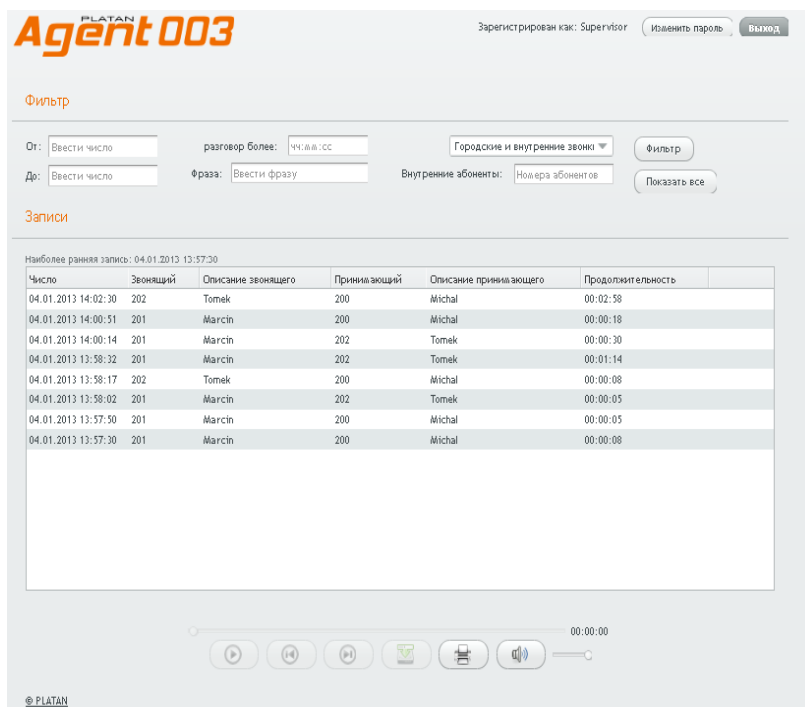 PLATAN
Agent 003
Зарегистрирован как: Supervisor Изменить пароль Выход
Фильтр
От: Ввести число разговор более: чч:мм:сс Городские и внутренние звонки Фильтр
До: Ввести число Фраза: Ввести фразу Внутренние абоненты: Номера абонентов Показать все
Записи
Наиболее ранняя запись: 04.01.2013 13:57:30
Число Звонящий Описание звонящего Принимающий Описание принимающего Продолжительность
04.01.2013 14:02:30 202 Tomek 200 Michal 00:02:58
04.01.2013 14:00:51 201 Marcin 200 Michal 00:00:18
04.01.2013 14:00:14 201 Marcin 202 Tomek 00:00:30
04.01.2013 13:58:32 201 Marcin 202 Tomek 00:01:14
04.01.2013 13:58:17 202 Tomek 200 Michal 00:00:08
04.01.2013 13:58:02 201 Marcin 202 Tomek 00:00:05
04.01.2013 13:57:50 201 Marcin 200 Michal 00:00:05
04.01.2013 13:57:30 201 Marcin 200 Michal 00:00:08
00:00:00
© PLATAN